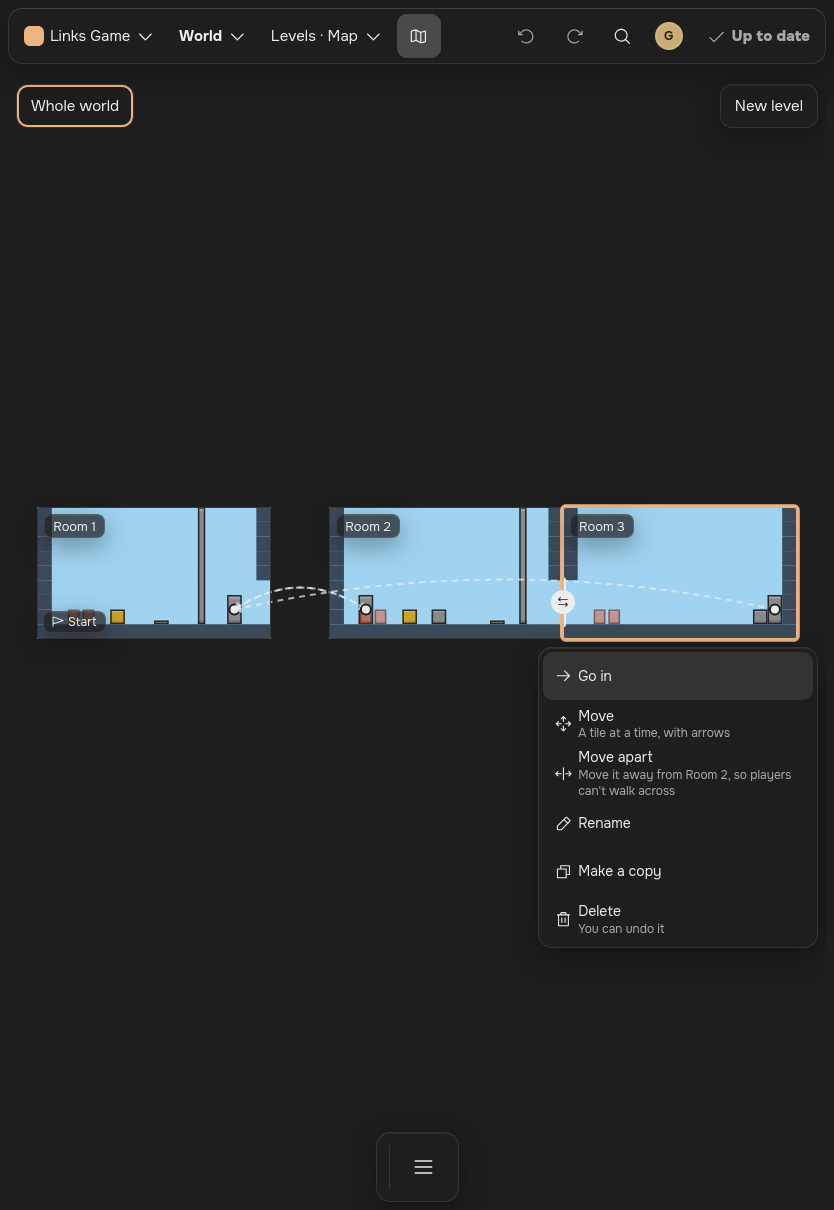 Links Game
World
Levels · Map
G
Up to date
Whole world
New level
Room 1
Room 2
Room 3
Start
Go in
Move
A tile at a time, with arrows
Move apart
Move it away from Room 2, so players
can't walk across
Rename
Make a copy
Delete
You can undo it